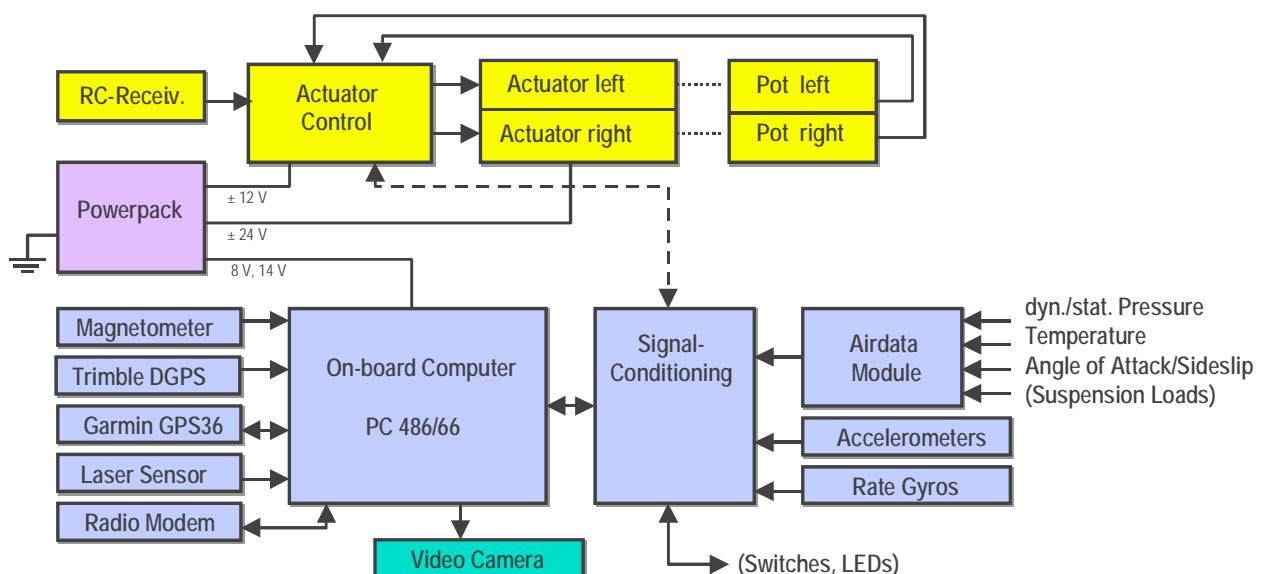 RC-Receiv.
Actuator
Control
Actuator left
Actuator right
Pot left
Pot right
Powerpack
± 12 V
± 24 V
8 V, 14 V
Magnetometer
Trimble DGPS
Garmin GPS36
Laser Sensor
Radio Modem
On-board Computer
PC 486/66
Video Camera
Signal-
Conditioning
Airdata
Module
Accelerometers
Rate Gyros
dyn./stat. Pressure
Temperature
Angle of Attack/Sideslip
(Suspension Loads)
(Switches, LEDs)